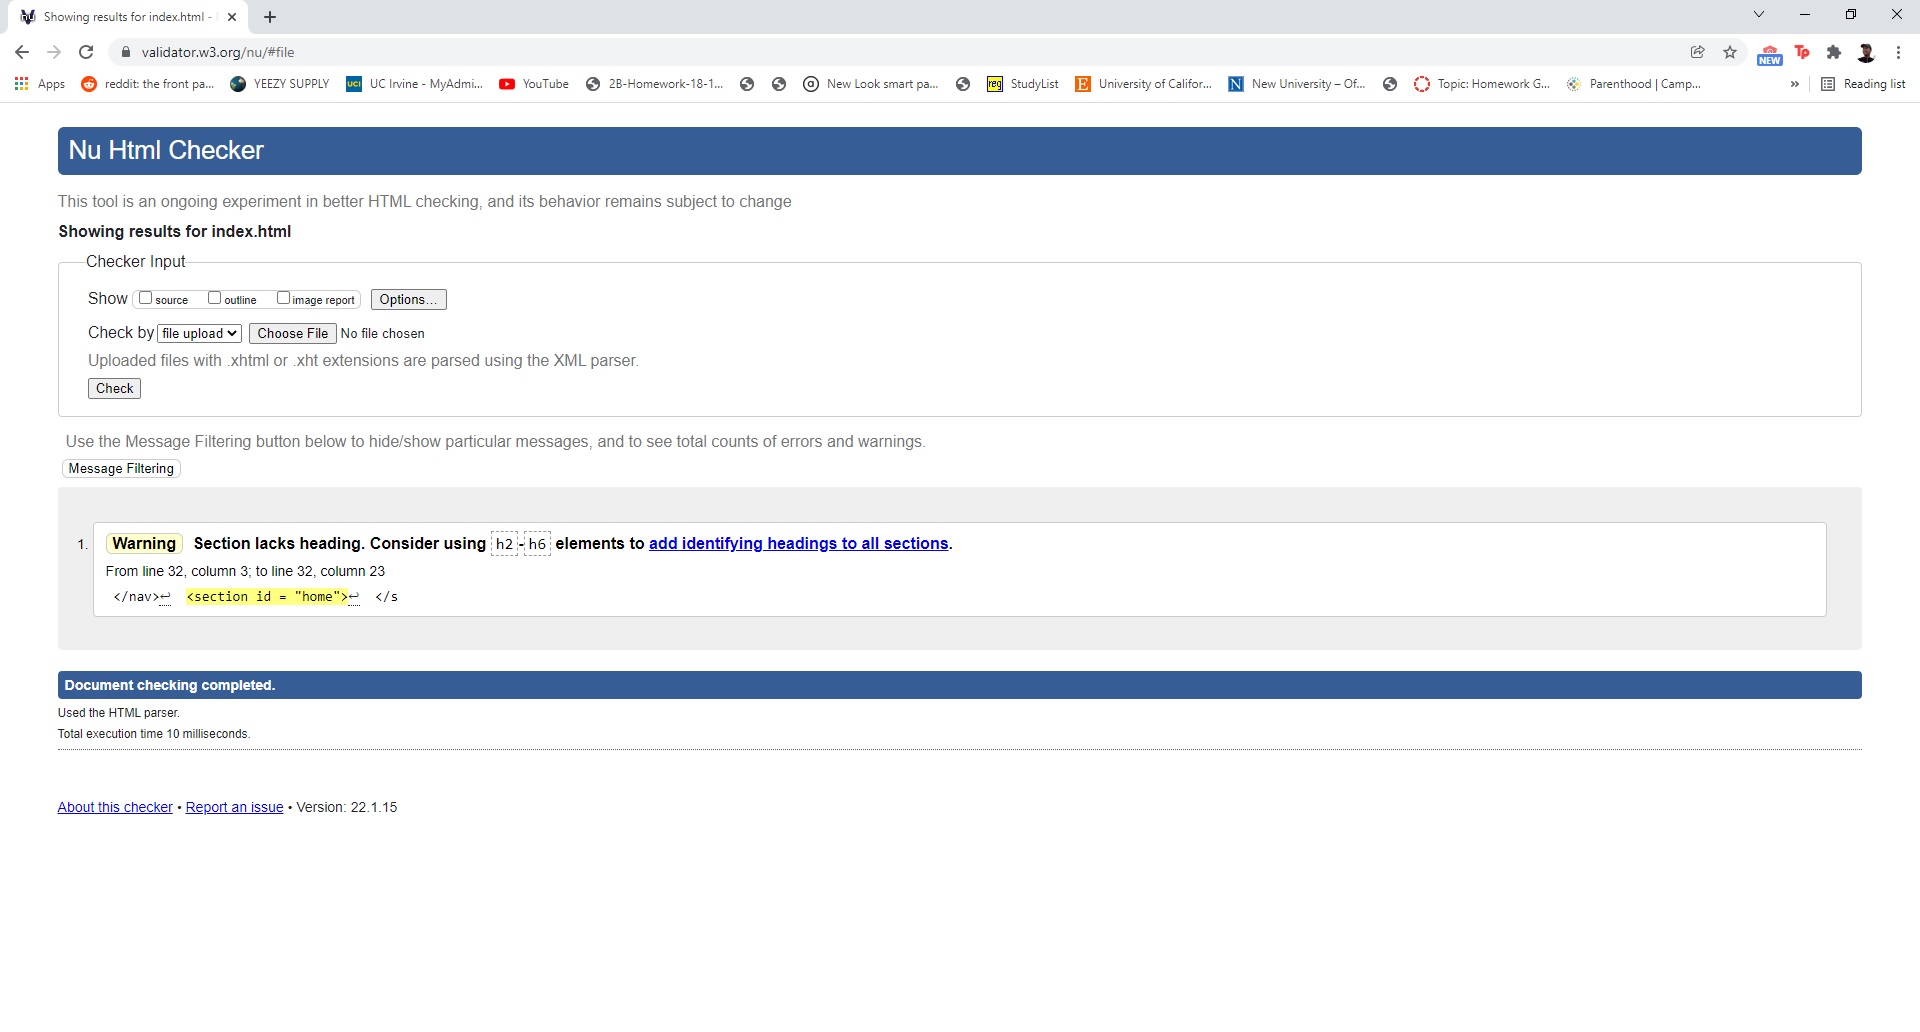 Showing results for index.html -
validator.w3.org/nu/#file
NEW
Tp
Apps
reddit: the front pa...
YEEZY SUPPLY
UCI
UC Irvine - MyAdmi...
YouTube
2B-Homework-18-1...
New Look smart pa...
reg
StudyList
E
University of Califor...
N
New University – Of...
Topic: Homework G...
Parenthood | Camp...
»
Reading list
Nu Html Checker
This tool is an ongoing experiment in better HTML checking, and its behavior remains subject to change
Showing results for index.html
Checker Input
Show source outline image report Options...
Check by file upload Choose File No file chosen
Uploaded files with .xhtml or .xht extensions are parsed using the XML parser.
Check
Use the Message Filtering button below to hide/show particular messages, and to see total counts of errors and warnings.
Message Filtering
1. Warning Section lacks heading. Consider using h2-h6 elements to add identifying headings to all sections.
From line 32, column 3; to line 32, column 23
</nav>↩ <section id = "home">↩ </s
Document checking completed.
Used the HTML parser.
Total execution time 10 milliseconds.
About this checker • Report an issue • Version: 22.1.15